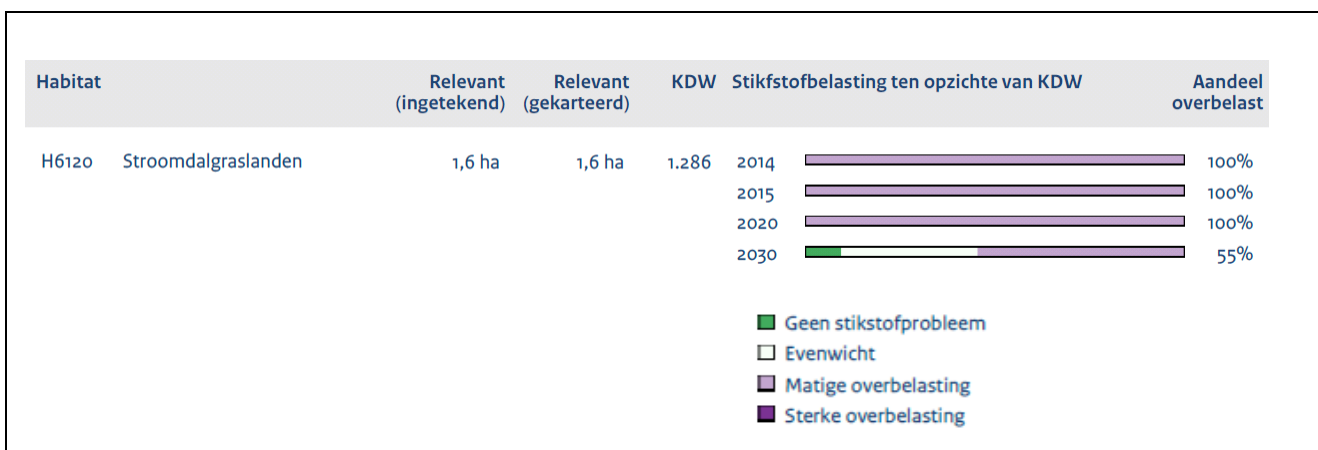 Habitat Relevant (ingetekend) Relevant (gekarteerd) KDW Stikfstofbelasting ten opzichte van KDW Aandeel overbelast
H6120 Stroomdalgraslanden 1,6 ha 1,6 ha 1.286 2014 100%
2015 100%
2020 100%
2030 55%
Geen stikstofprobleem
Evenwicht
Matige overbelasting
Sterke overbelasting